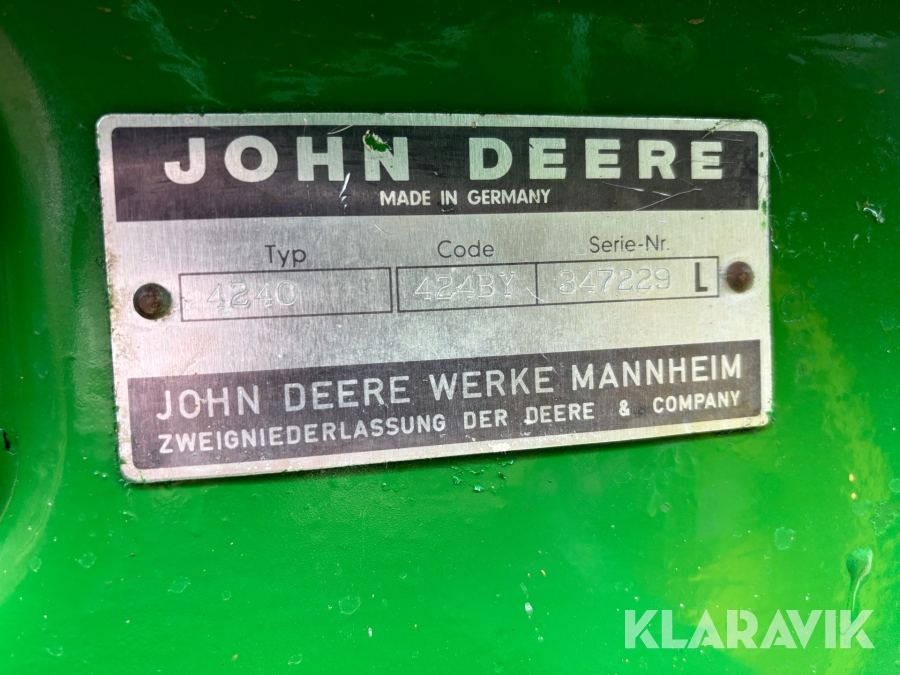 JOHN DEERE
MADE IN GERMANY
Typ Code Serie-Nr.
4240 424BY 347229 L
JOHN DEERE WERKE MANNHEIM
ZWEIGNIEDERLASSUNG DER DEERE & COMPANY
KLARAVIK